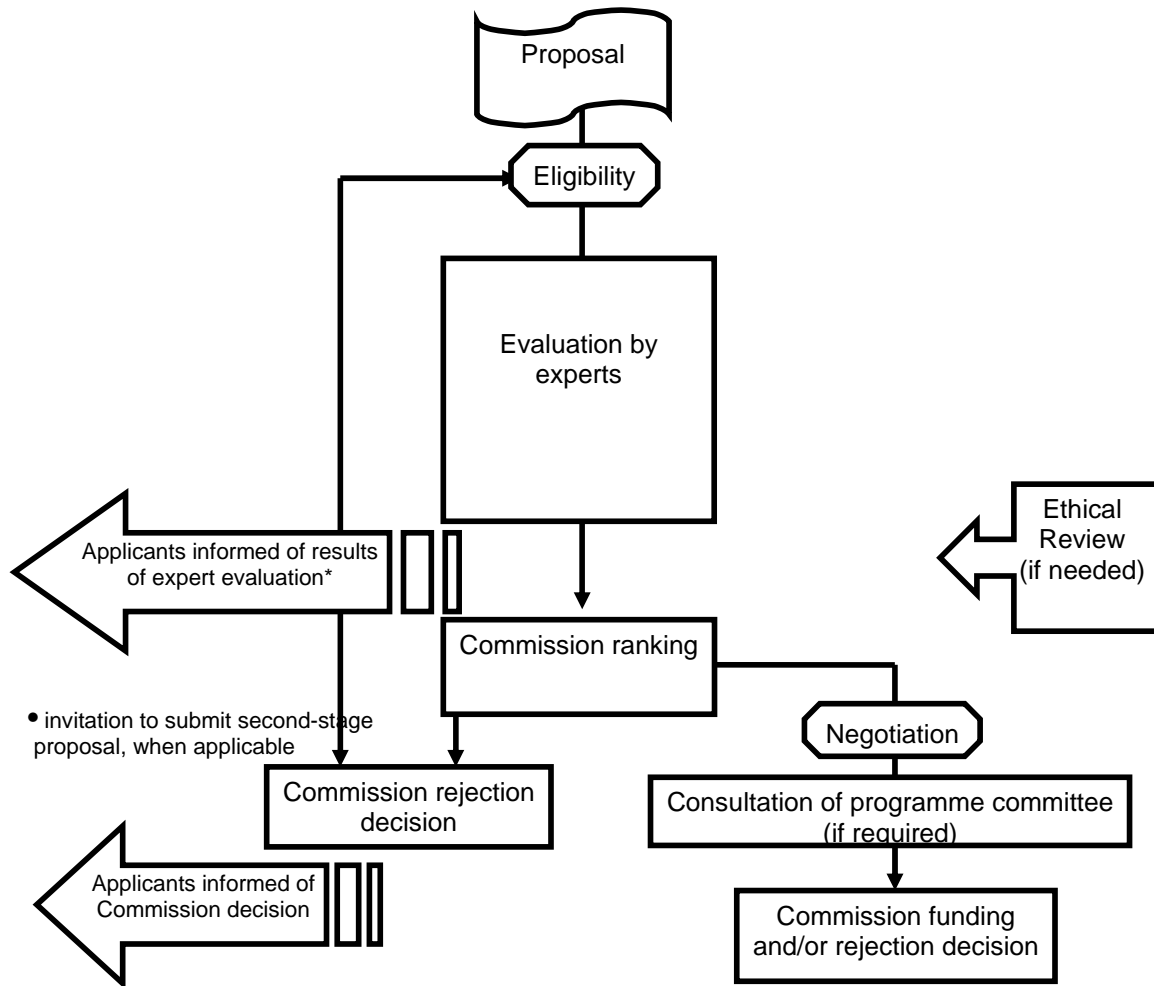 Proposal
Eligibility
Evaluation by
experts
Ethical
Review
(if needed)
Applicants informed of results
of expert evaluation*
Commission ranking
• invitation to submit second-stage
proposal, when applicable
Negotiation
Commission rejection
decision
Consultation of programme committee
(if required)
Applicants informed of
Commission decision
Commission funding
and/or rejection decision